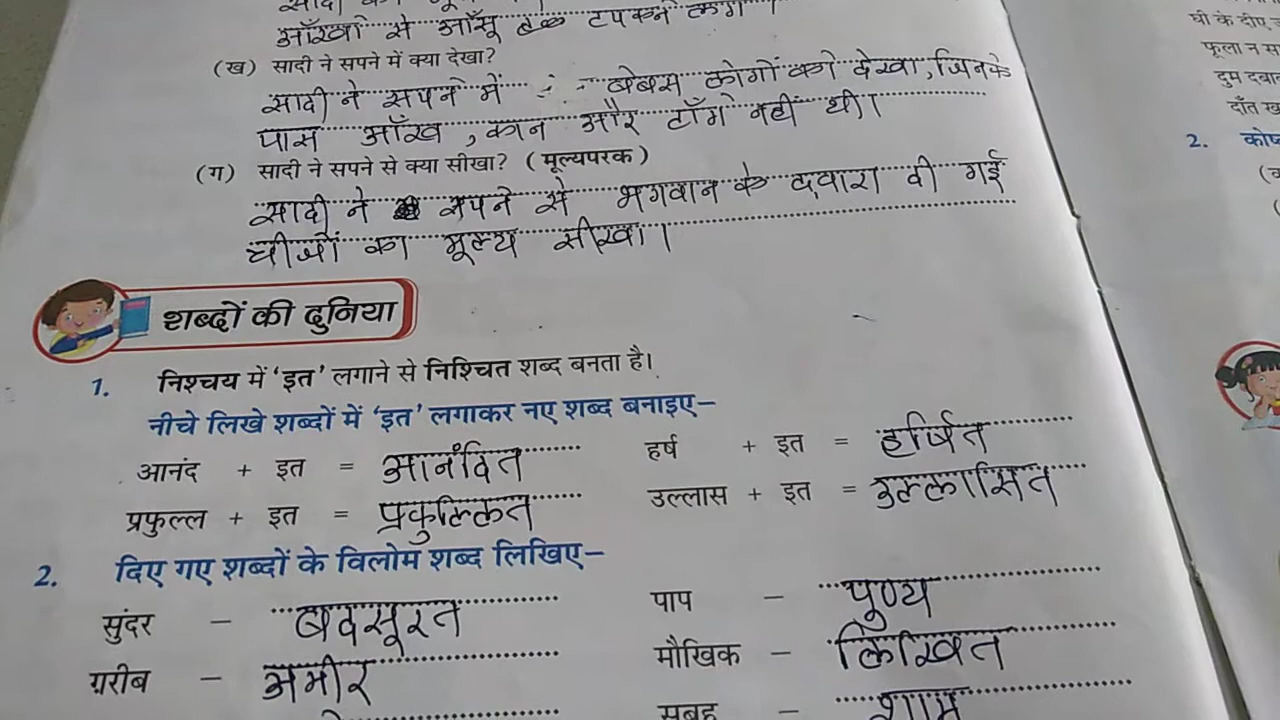 आँखों से आँसू टपकने लगे ।
(ख) सादी ने सपने में क्या देखा?
सादी ने सपने में बेबस लोगों को देखा, जिनके
पास आँख, कान और टाँगे नहीं थी।
(ग) सादी ने सपने से क्या सीखा? (मूल्यपरक)
सादी ने सपने से भगवान के द्वारा दी गई
चीजों का मूल्य सीखा।
शब्दों की दुनिया
1. निश्चय में ‘इत’ लगाने से निश्चित शब्द बनता है।
नीचे लिखे शब्दों में ‘इत’ लगाकर नए शब्द बनाइए–
आनंद + इत = आनंदित
हर्ष + इत = हर्षित
प्रफुल्ल + इत = प्रफुल्लित
उल्लास + इत = उल्लासित
2. दिए गए शब्दों के विलोम शब्द लिखिए–
सुंदर – बदसूरत
पाप – पुण्य
ग़रीब – अमीर
मौखिक – लिखित
सुबह – शाम
घी के दीए
फूला न
दुम दबा
दाँत
2.